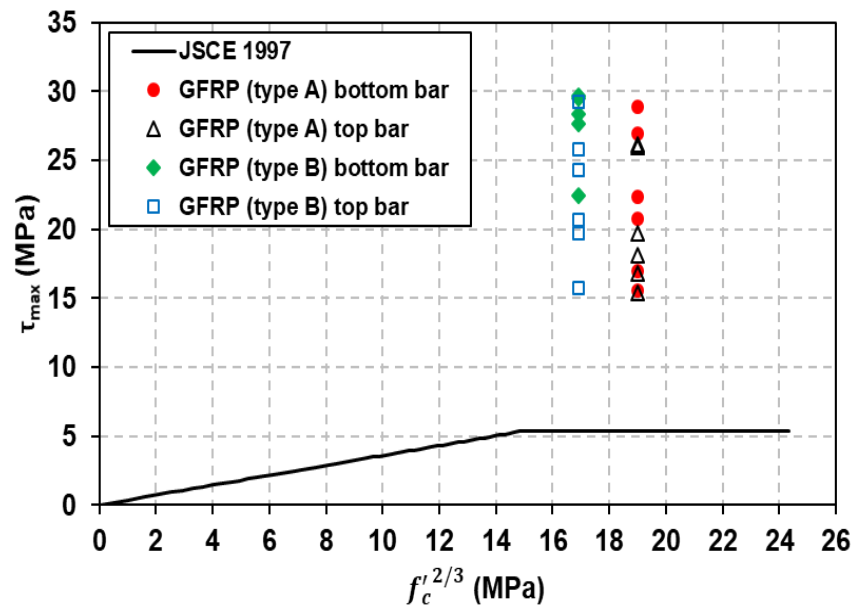 35
30
25
20
15
10
5
0
τmax (MPa)
JSCE 1997
GFRP (type A) bottom bar
GFRP (type A) top bar
GFRP (type B) bottom bar
GFRP (type B) top bar
0 2 4 6 8 10 12 14 16 18 20 22 24 26
f′c 2/3 (MPa)